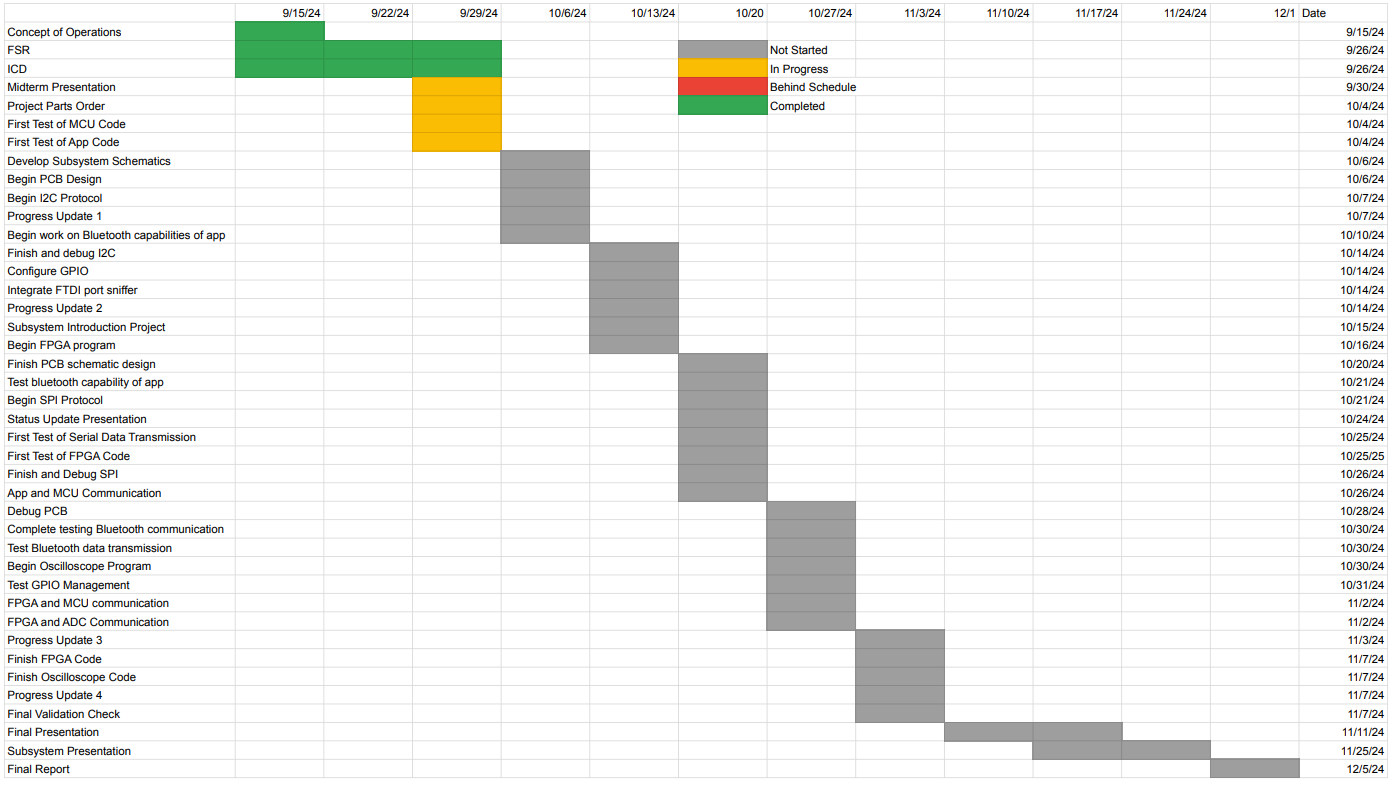 9/15/24 9/22/24 9/29/24 10/6/24 10/13/24 10/20 10/27/24 11/3/24 11/10/24 11/17/24 11/24/24 12/1 Date
Concept of Operations 9/15/24
FSR Not Started 9/26/24
ICD In Progress 9/26/24
Midterm Presentation Behind Schedule 9/30/24
Project Parts Order Completed 10/4/24
First Test of MCU Code 10/4/24
First Test of App Code 10/4/24
Develop Subsystem Schematics 10/6/24
Begin PCB Design 10/6/24
Begin I2C Protocol 10/7/24
Progress Update 1 10/7/24
Begin work on Bluetooth capabilities of app 10/10/24
Finish and debug I2C 10/14/24
Configure GPIO 10/14/24
Integrate FTDI port sniffer 10/14/24
Progress Update 2 10/14/24
Subsystem Introduction Project 10/15/24
Begin FPGA program 10/16/24
Finish PCB schematic design 10/20/24
Test bluetooth capability of app 10/21/24
Begin SPI Protocol 10/21/24
Status Update Presentation 10/24/24
First Test of Serial Data Transmission 10/25/24
First Test of FPGA Code 10/25/25
Finish and Debug SPI 10/26/24
App and MCU Communication 10/26/24
Debug PCB 10/28/24
Complete testing Bluetooth communication 10/30/24
Test Bluetooth data transmission 10/30/24
Begin Oscilloscope Program 10/30/24
Test GPIO Management 10/31/24
FPGA and MCU communication 11/2/24
FPGA and ADC Communication 11/2/24
Progress Update 3 11/3/24
Finish FPGA Code 11/7/24
Finish Oscilloscope Code 11/7/24
Progress Update 4 11/7/24
Final Validation Check 11/7/24
Final Presentation 11/11/24
Subsystem Presentation 11/25/24
Final Report 12/5/24